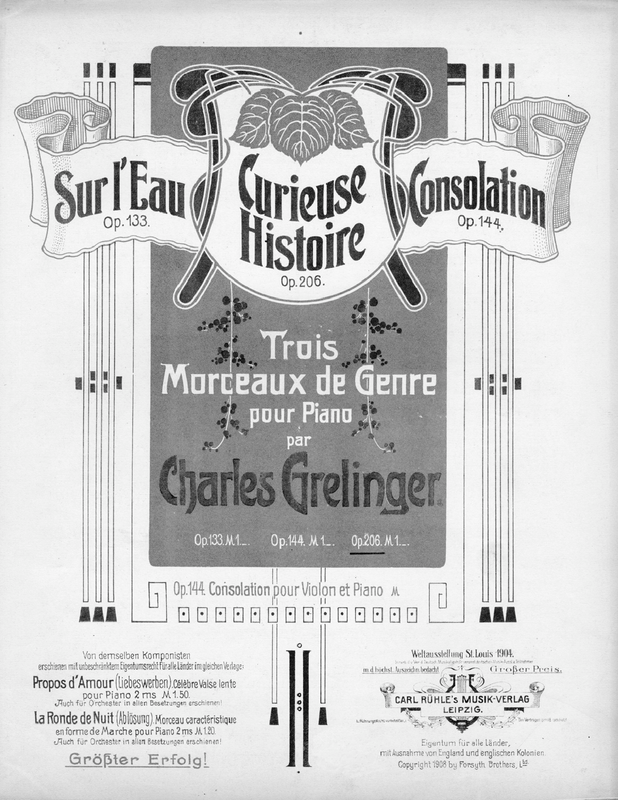 Sur l'Eau
Op. 133.
Curieuse
Histoire
Op. 206.
Consolation
Op. 144.
Trois
Morceaux de Genre
pour Piano
par
Charles Grelinger.
Op. 133. M. 1._. Op. 144. M. 1._. Op. 206. M. 1._.
Op. 144. Consolation pour Violon et Piano M.
Von demselben Komponisten
erschienen mit unbeschränktem Eigentumsrecht für alle Länder im gleichen Verlage:
Propos d'Amour (Liebeswerben). Célèbre Valse lente
pour Piano 2 ms M. 1.50.
Auch für Orchester in allen Besetzungen erschienen!
La Ronde de Nuit (Ablösung). Morceau caractéristique
en forme de Marche pour Piano 2 ms M. 1.20.
Auch für Orchester in allen Besetzungen erschienen!
Größter Erfolg!
Weltausstellung St. Louis 1904.
m. d. höchst. Auszeichn. bedacht Großer Preis.
CARL RÜHLE'S MUSIK-VERLAG
LEIPZIG.
Eigentum für alle Länder,
mit Ausnahme von England und englischen Kolonien
Copyright 1908 by Forsyth Brothers, Ltd.